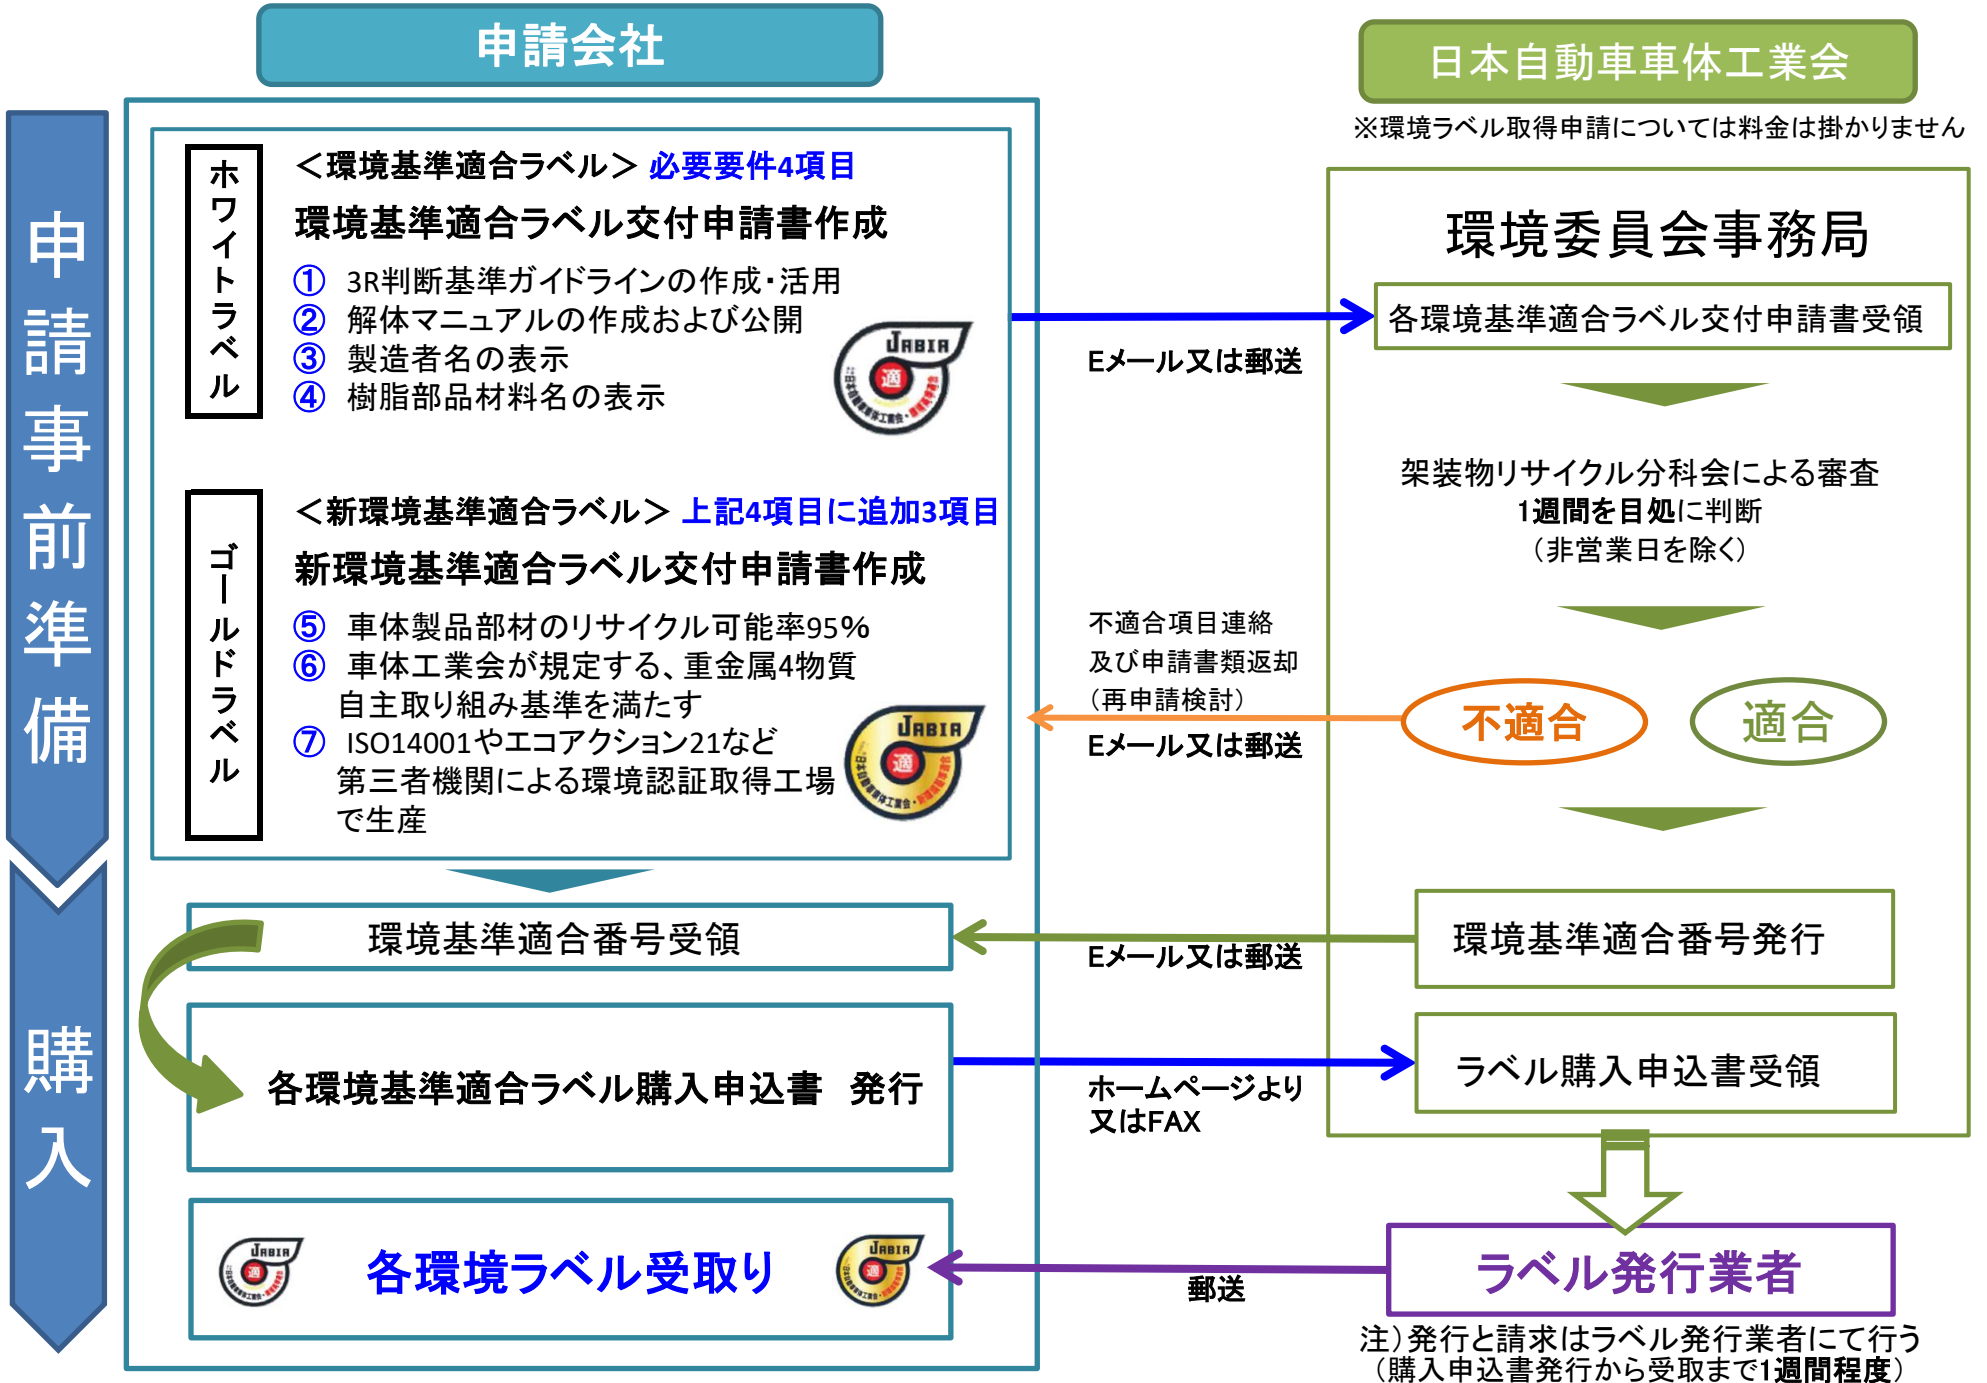 申請会社
日本自動車車体工業会
※環境ラベル取得申請については料金は掛かりません
申請事前準備
購入
ホワイトラベル
＜環境基準適合ラベル＞ 必要要件4項目
環境基準適合ラベル交付申請書作成
① 3R判断基準ガイドラインの作成・活用
② 解体マニュアルの作成および公開
③ 製造者名の表示
④ 樹脂部品材料名の表示
JABIA
適
ゴールドラベル
＜新環境基準適合ラベル＞ 上記4項目に追加3項目
新環境基準適合ラベル交付申請書作成
⑤ 車体製品部材のリサイクル可能率95%
⑥ 車体工業会が規定する、重金属4物質
自主取り組み基準を満たす
⑦ ISO14001やエコアクション21など
第三者機関による環境認証取得工場
で生産
JABIA
適
Eメール又は郵送
環境委員会事務局
各環境基準適合ラベル交付申請書受領
架装物リサイクル分科会による審査
1週間を目処に判断
（非営業日を除く）
不適合項目連絡
及び申請書類返却
（再申請検討）
Eメール又は郵送
不適合
適合
環境基準適合番号受領
Eメール又は郵送
環境基準適合番号発行
各環境基準適合ラベル購入申込書 発行
ホームページより
又はFAX
ラベル購入申込書受領
JABIA
適
各環境ラベル受取り
JABIA
適
郵送
ラベル発行業者
注）発行と請求はラベル発行業者にて行う
（購入申込書発行から受取まで1週間程度）